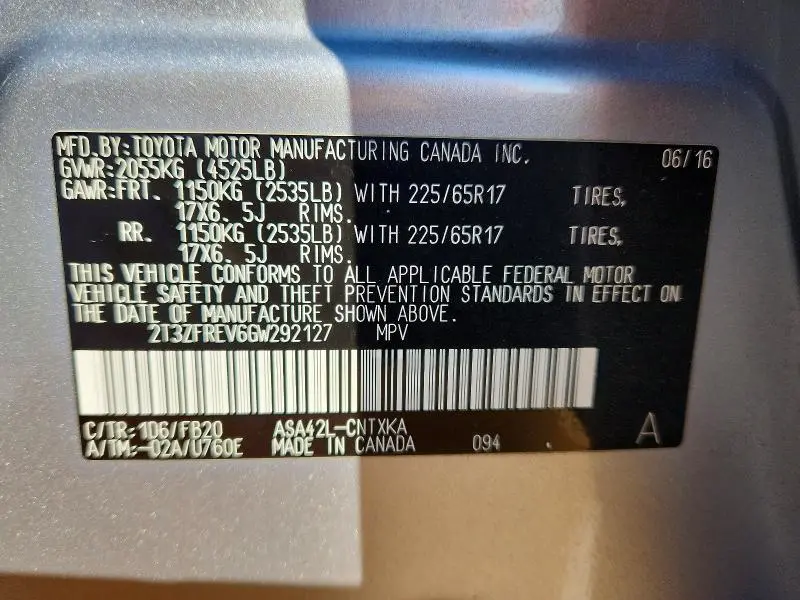 MFD.BY:TOYOTA MOTOR MANUFACTURING CANADA INC. 06/16
GVWR:2055KG (4525LB)
GAWR:FRT. 1150KG (2535LB) WITH 225/65R17 TIRES,
17X6. 5J RIMS.
RR. 1150KG (2535LB) WITH 225/65R17 TIRES,
17X6. 5J RIMS.
THIS VEHICLE CONFORMS TO ALL APPLICABLE FEDERAL MOTOR
VEHICLE SAFETY AND THEFT PREVENTION STANDARDS IN EFFECT ON
THE DATE OF MANUFACTURE SHOWN ABOVE.
2T3ZFREV6GW292127 MPV
C/TR:1D6/FB20 ASA42L-CNTXKA
A/TM:-02A/U760E MADE IN CANADA 094 A